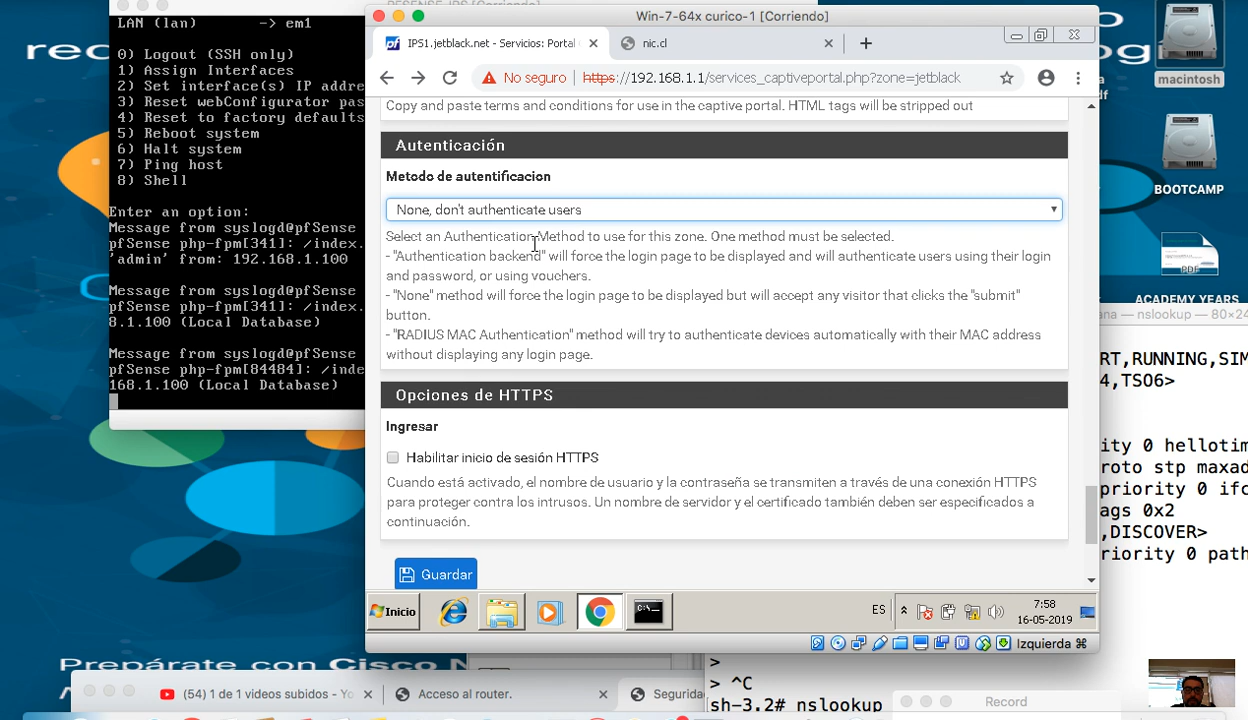 LAN (lan)       -> em1
0) Logout (SSH only)
1) Assign Interfaces
2) Set interface(s) IP addre
3) Reset webConfigurator pas
4) Reset to factory defaults
5) Reboot system
6) Halt system
7) Ping host
8) Shell
Enter an option:
Message from syslogd@pfSense
pfSense php-fpm[341]: /index.
'admin' from: 192.168.1.100
Message from syslogd@pfSense
pfSense php-fpm[341]: /index.
8.1.100 (Local Database)
Message from syslogd@pfSense
pfSense php-fpm[84484]: /inde
168.1.100 (Local Database)
Win-7-64x curico-1 [Corriendo]
IPS1.jetblack.net - Servicios: Portal
nic.cl
No seguro
https://192.168.1.1/services_captiveportal.php?zone=jetblack
Copy and paste terms and conditions for use in the captive portal. HTML tags will be stripped out
Autenticación
Metodo de autentificacion
None, don't authenticate users
Select an Authentication Method to use for this zone. One method must be selected.
- "Authentication backend" will force the login page to be displayed and will authenticate users using their login
and password, or using vouchers.
- "None" method will force the login page to be displayed but will accept any visitor that clicks the "submit"
button.
- "RADIUS MAC Authentication" method will try to authenticate devices automatically with their MAC address
without displaying any login page.
Opciones de HTTPS
Ingresar
Habilitar inicio de sesión HTTPS
Cuando está activado, el nombre de usuario y la contraseña se transmiten a través de una conexión HTTPS
para proteger contra los intrusos. Un nombre de servidor y el certificado también deben ser especificados a
continuación.
Guardar
Inicio
C:\
ES
7:58
16-05-2019
Izquierda ⌘
macintosh
BOOTCAMP
PDF
ACADEMY YEARS
ana — nslookup — 80×24
RT,RUNNING,SIM
4,TSO6>
ity 0 hellotim
roto stp maxad
priority 0 ifc
ags 0x2
,DISCOVER>
riority 0 path
>
> ^C
sh-3.2# nslookup
Prepárate con Cisco N
(54) 1 de 1 videos subidos - Yo
Acceso al router.
Seguridad
Record